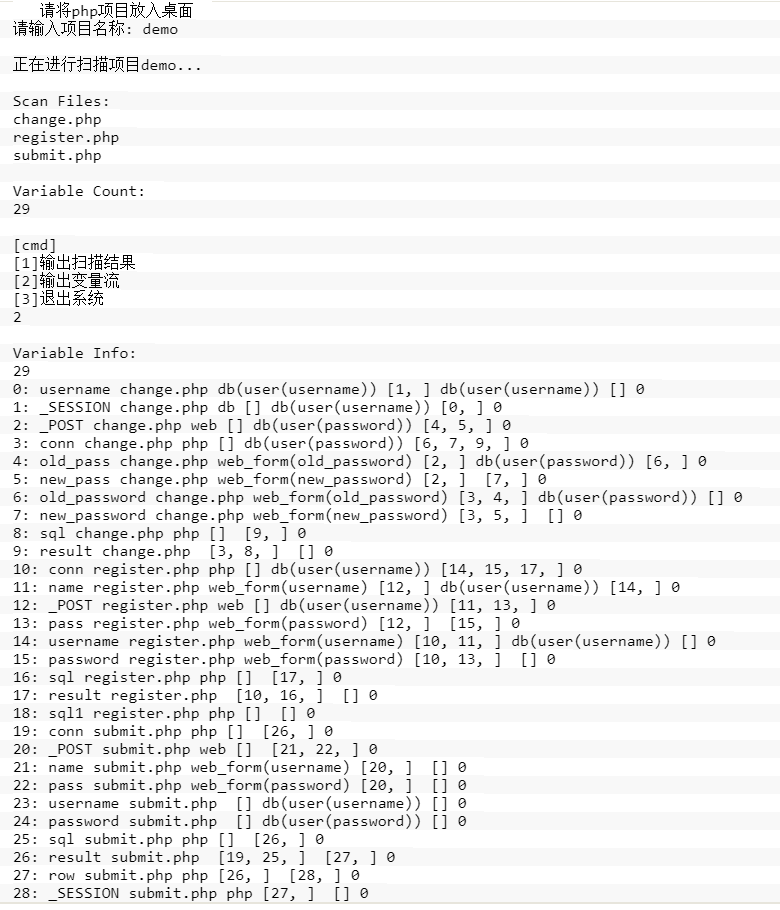 请将php项目放入桌面
请输入项目名称: demo
正在进行扫描项目demo...
Scan Files:
change.php
register.php
submit.php
Variable Count:
29
[cmd]
[1]输出扫描结果
[2]输出变量流
[3]退出系统
2
Variable Info:
29
0: username change.php db(user(username)) [1, ] db(user(username)) [] 0
1: _SESSION change.php db [] db(user(username)) [0, ] 0
2: _POST change.php web [] db(user(password)) [4, 5, ] 0
3: conn change.php php [] db(user(password)) [6, 7, 9, ] 0
4: old_pass change.php web_form(old_password) [2, ] db(user(password)) [6, ] 0
5: new_pass change.php web_form(new_password) [2, ]  [7, ] 0
6: old_password change.php web_form(old_password) [3, 4, ] db(user(password)) [] 0
7: new_password change.php web_form(new_password) [3, 5, ]  [] 0
8: sql change.php php []  [9, ] 0
9: result change.php  [3, 8, ]  [] 0
10: conn register.php php [] db(user(username)) [14, 15, 17, ] 0
11: name register.php web_form(username) [12, ] db(user(username)) [14, ] 0
12: _POST register.php web [] db(user(username)) [11, 13, ] 0
13: pass register.php web_form(password) [12, ]  [15, ] 0
14: username register.php web_form(username) [10, 11, ] db(user(username)) [] 0
15: password register.php web_form(password) [10, 13, ]  [] 0
16: sql register.php php []  [17, ] 0
17: result register.php  [10, 16, ]  [] 0
18: sql1 register.php php []  [] 0
19: conn submit.php php []  [26, ] 0
20: _POST submit.php web []  [21, 22, ] 0
21: name submit.php web_form(username) [20, ]  [] 0
22: pass submit.php web_form(password) [20, ]  [] 0
23: username submit.php  [] db(user(username)) [] 0
24: password submit.php  [] db(user(password)) [] 0
25: sql submit.php php []  [26, ] 0
26: result submit.php  [19, 25, ]  [27, ] 0
27: row submit.php php [26, ]  [28, ] 0
28: _SESSION submit.php php [27, ]  [] 0